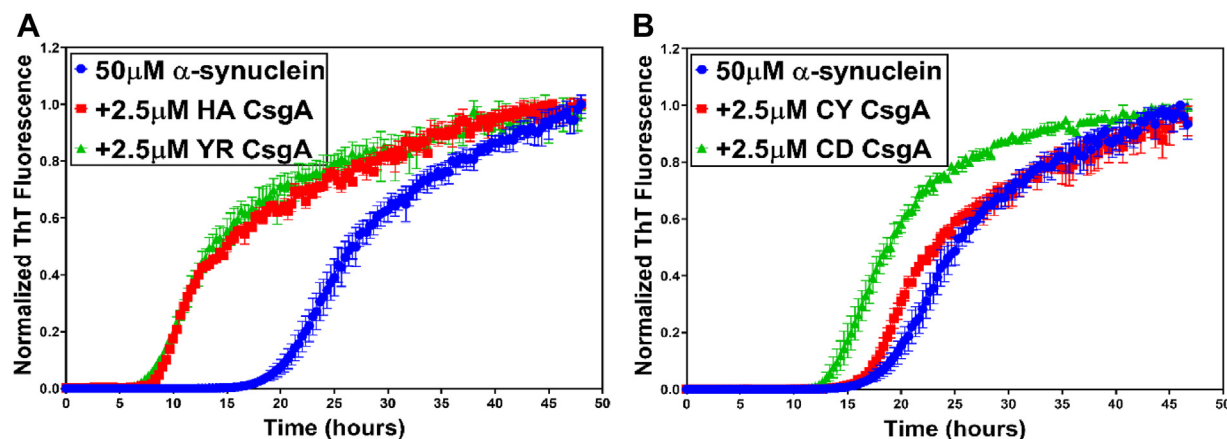 A
1.2
1.0
0.8
0.6
0.4
0.2
0.0
Normalized ThT Fluorescence
50μM α-synuclein
+2.5μM HA CsgA
+2.5μM YR CsgA
0 5 10 15 20 25 30 35 40 45 50
Time (hours)
B
1.2
1.0
0.8
0.6
0.4
0.2
0.0
Normalized ThT Fluorescence
50μM α-synuclein
+2.5μM CY CsgA
+2.5μM CD CsgA
0 5 10 15 20 25 30 35 40 45 50
Time (hours)